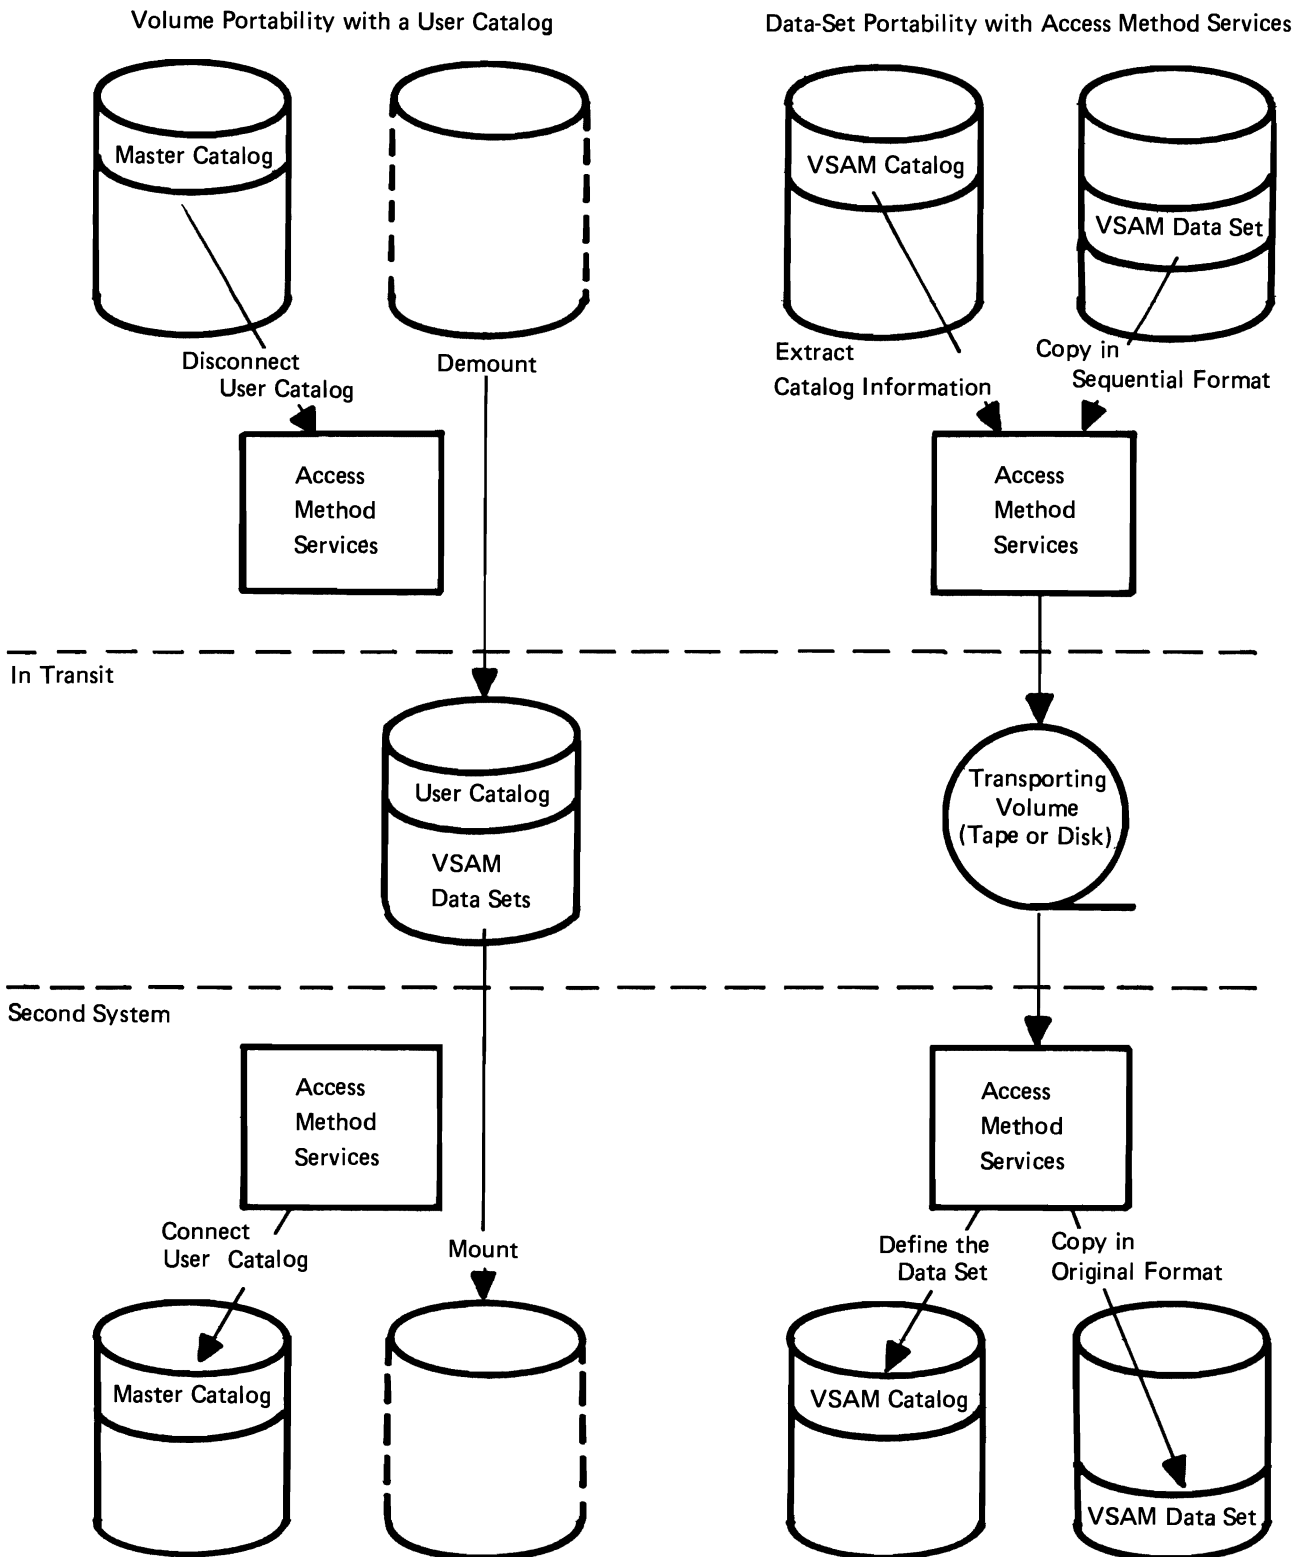 Volume Portability with a User Catalog
Data-Set Portability with Access Method Services
Master Catalog
VSAM Catalog
VSAM Data Set
Disconnect
User Catalog
Demount
Extract
Catalog Information
Copy in
Sequential Format
Access
Method
Services
Access
Method
Services
In Transit
User Catalog
VSAM
Data Sets
Transporting
Volume
(Tape or Disk)
Second System
Access
Method
Services
Access
Method
Services
Connect
User Catalog
Mount
Define the
Data Set
Copy in
Original Format
Master Catalog
VSAM Catalog
VSAM Data Set